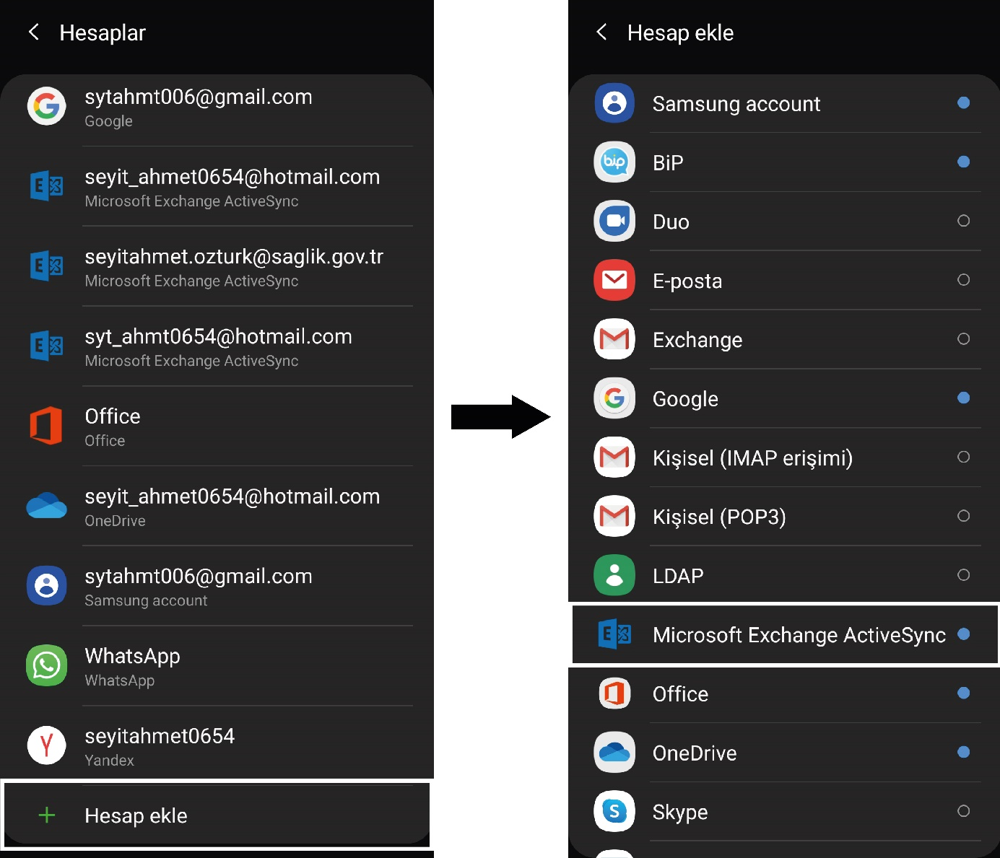 Hesaplar
sytahmt006@gmail.com
Google
seyit_ahmet0654@hotmail.com
Microsoft Exchange ActiveSync
seyitahmet.ozturk@saglik.gov.tr
Microsoft Exchange ActiveSync
syt_ahmt0654@hotmail.com
Microsoft Exchange ActiveSync
Office
Office
seyit_ahmet0654@hotmail.com
OneDrive
sytahmt006@gmail.com
Samsung account
WhatsApp
WhatsApp
seyitahmet0654
Yandex
Hesap ekle
Hesap ekle
Samsung account
bip
BiP
Duo
E-posta
Exchange
Google
Kişisel (IMAP erişimi)
Kişisel (POP3)
LDAP
Microsoft Exchange ActiveSync
Office
OneDrive
Skype